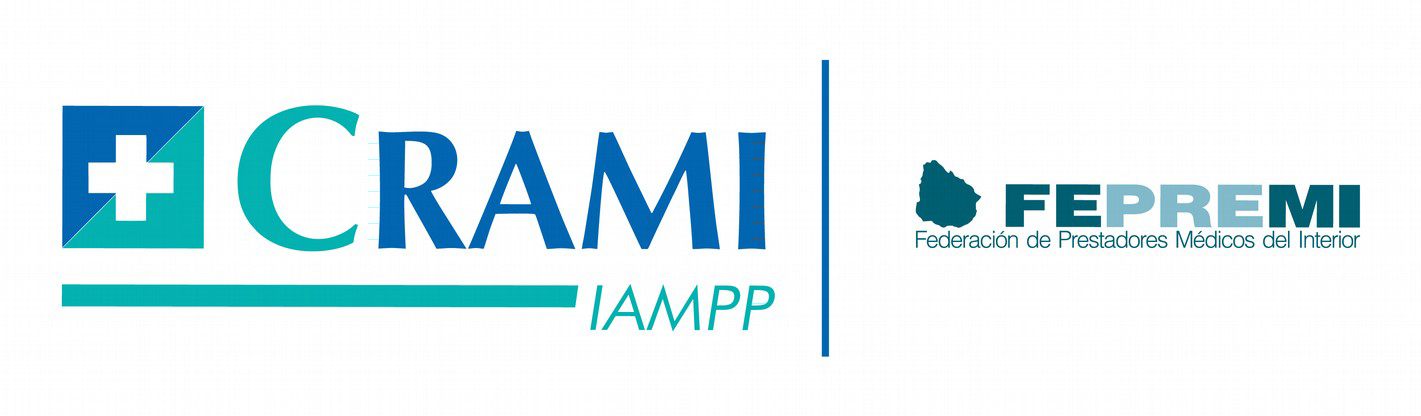 CRAMI
IAMPP
FEPREMI
Federación de Prestadores Médicos del Interior